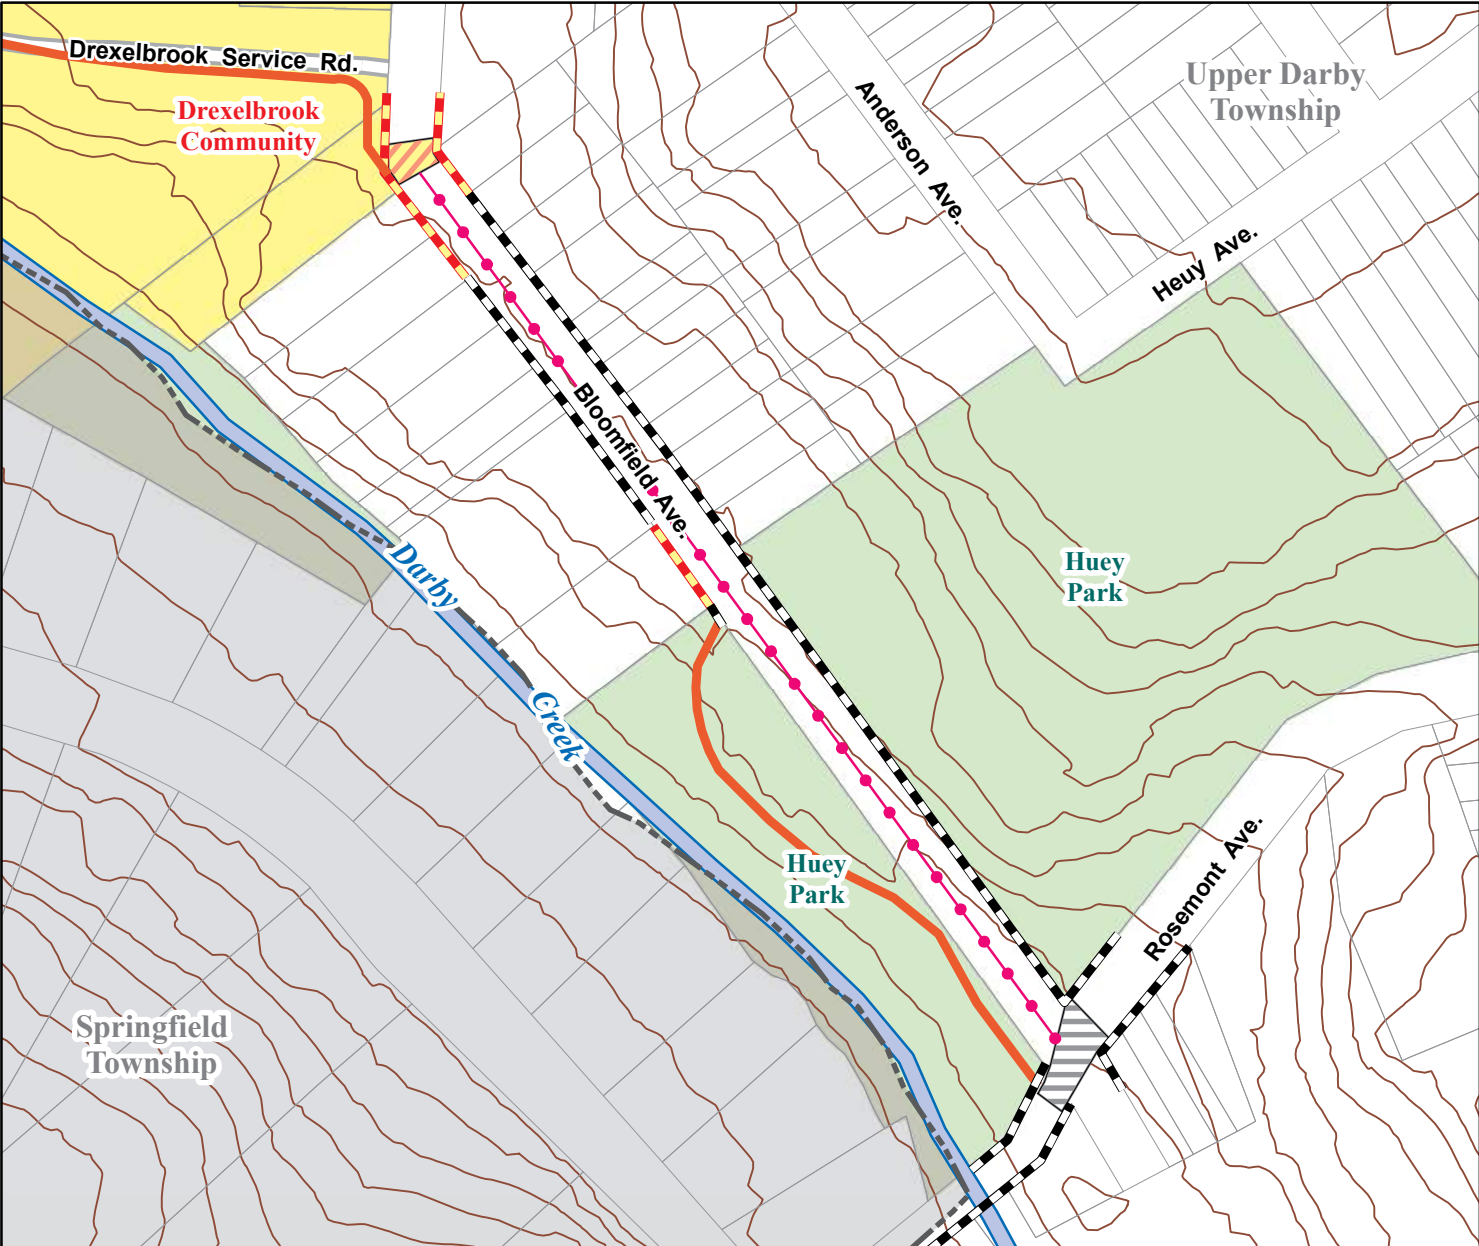 Drexelbrook Service Rd.
Drexelbrook
Community
Upper Darby
Township
Anderson Ave.
Heuy Ave.
Bloomfield Ave.
Darby
Creek
Huey
Park
Huey
Park
Rosemont Ave.
Springfield
Township